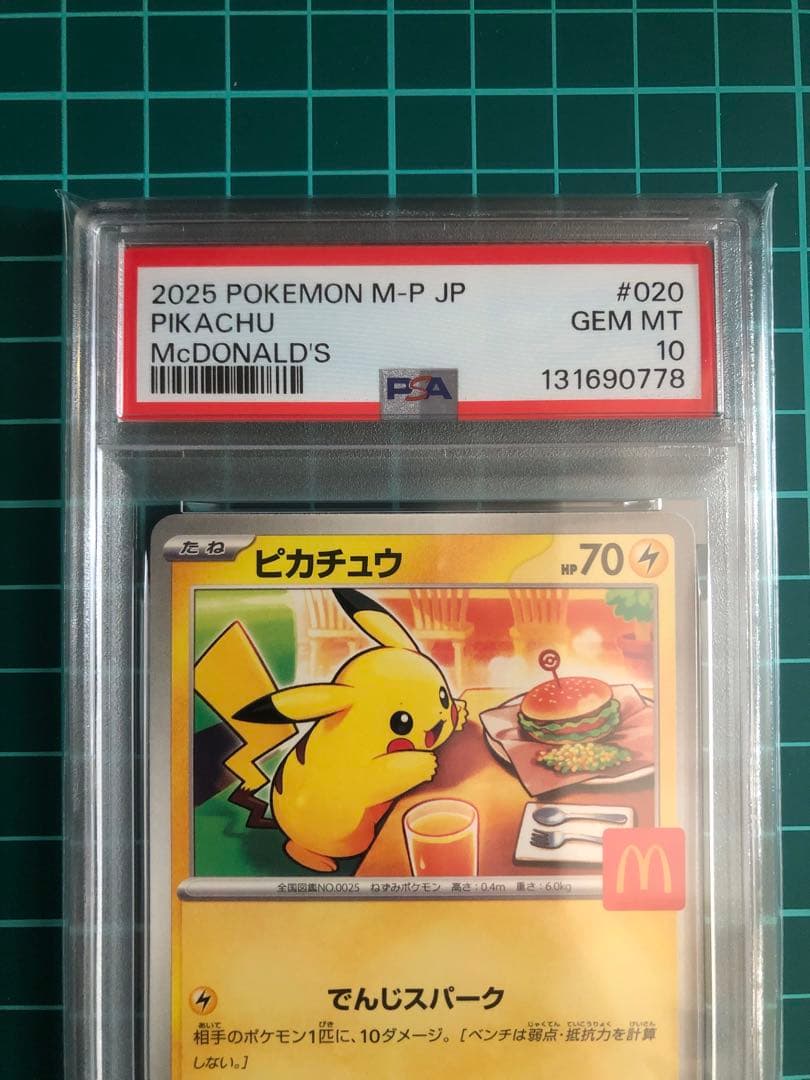 2025 POKEMON M-P JP #020
PIKACHU GEM MT
McDONALD'S 10
PSA 131690778
たね ピカチュウ HP70
全国図鑑NO.0025 ねずみポケモン 高さ:0.4m 重さ:6.0kg
M
でんじスパーク
相手のポケモン1匹に、10ダメージ。[ベンチは弱点・抵抗力を計算
しない。]